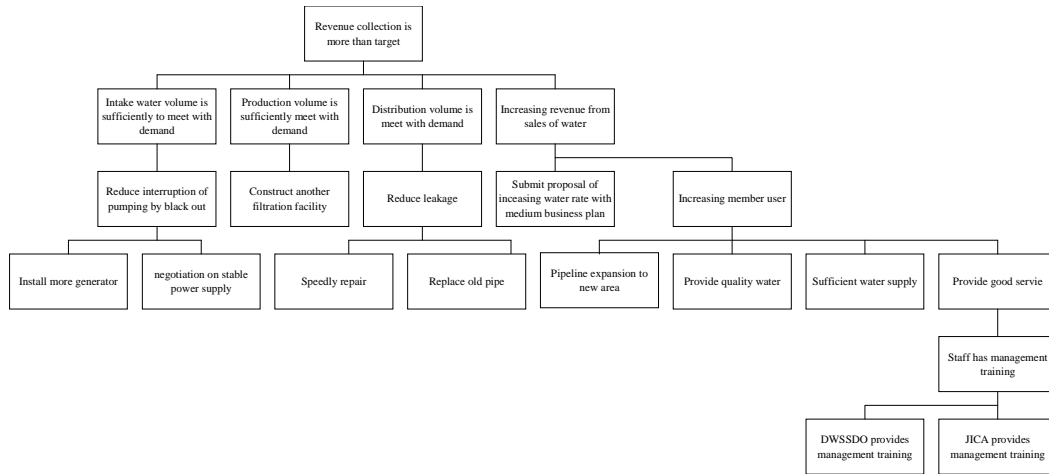 Revenue collection is
more than target
Intake water volume is
sufficiently to meet with
demand
Production volume is
sufficiently meet with
demand
Distribution volume is
meet with demand
Increasing revenue from
sales of water
Reduce interruption of
pumping by black out
Construct another
filtration facility
Reduce leakage
Submit proposal of
inceasing water rate with
medium business plan
Increasing member user
Install more generator
negotiation on stable
power supply
Speedly repair
Replace old pipe
Pipeline expansion to
new area
Provide quality water
Sufficient water supply
Provide good servie
Staff has management
training
DWSSDO provides
management training
JICA provides
management training